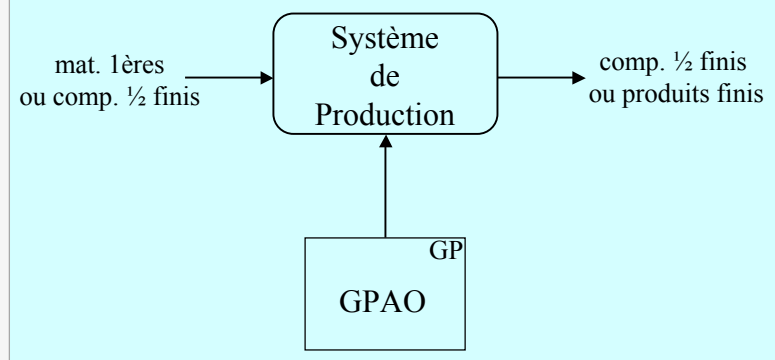 Système
de
Production
mat. 1ères
ou comp. ½ finis
comp. ½ finis
ou produits finis
GP
GPAO